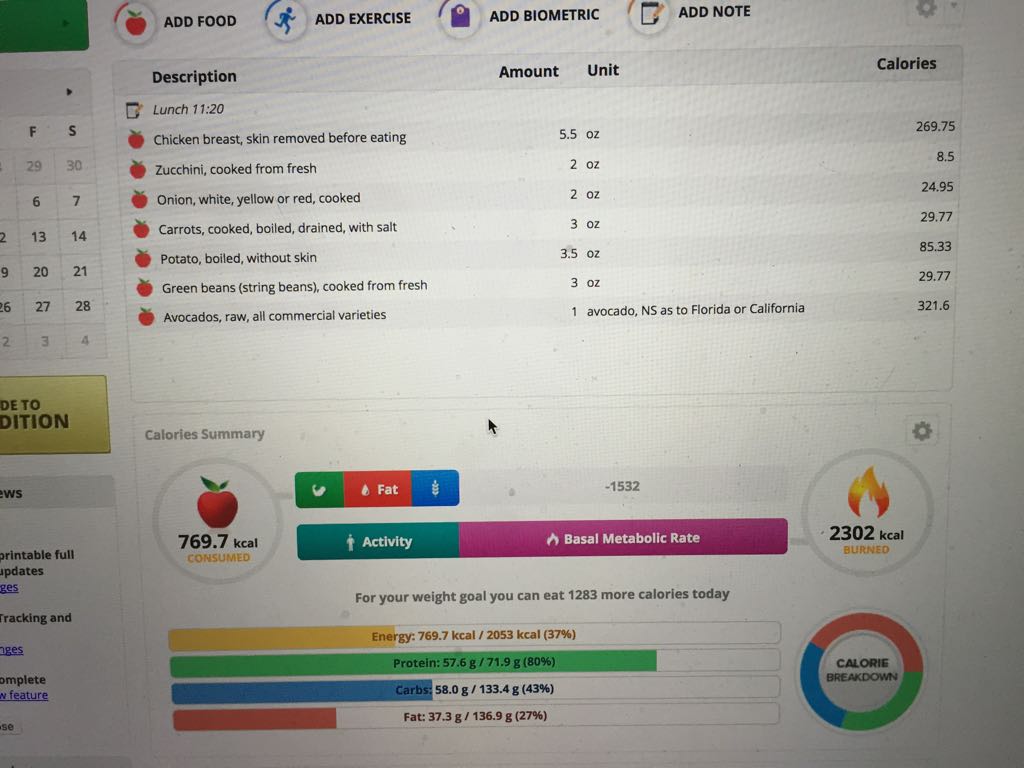 ADD FOOD ADD EXERCISE ADD BIOMETRIC ADD NOTE
Description Amount Unit Calories
Lunch 11:20
Chicken breast, skin removed before eating 5.5 oz 269.75
Zucchini, cooked from fresh 2 oz 8.5
Onion, white, yellow or red, cooked 2 oz 24.95
Carrots, cooked, boiled, drained, with salt 3 oz 29.77
Potato, boiled, without skin 3.5 oz 85.33
Green beans (string beans), cooked from fresh 3 oz 29.77
Avocados, raw, all commercial varieties 1 avocado, NS as to Florida or California 321.6
F S
29 30
6 7
2 13 14
9 20 21
26 27 28
2 3 4
DE TO
DITION
ews
printable full
updates
ges
Tracking and
nges
omplete
w feature
se
Calories Summary
Fat -1532
769.7 kcal
CONSUMED
Activity Basal Metabolic Rate
2302 kcal
BURNED
For your weight goal you can eat 1283 more calories today
Energy: 769.7 kcal / 2053 kcal (37%)
Protein: 57.6 g / 71.9 g (80%)
Carbs: 58.0 g / 133.4 g (43%)
Fat: 37.3 g / 136.9 g (27%)
CALORIE
BREAKDOWN